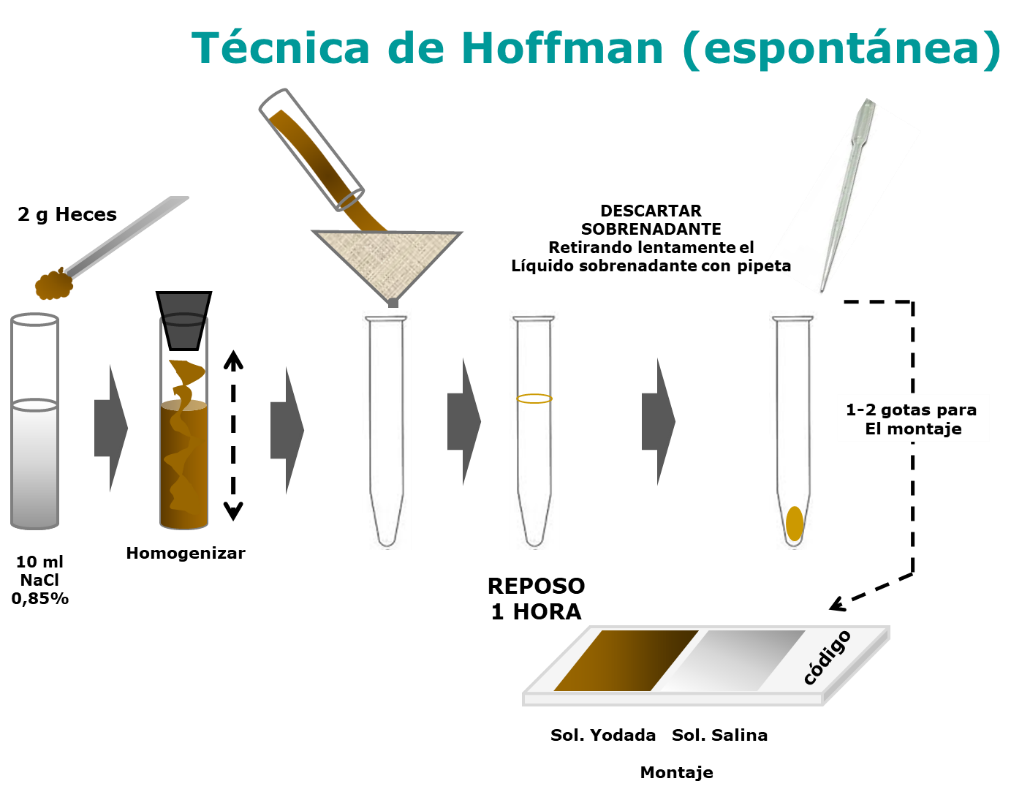 Técnica de Hoffman (espontánea)
2 g Heces
DESCARTAR
SOBRENADANTE
Retirando lentamente el
Líquido sobrenadante con pipeta
1-2 gotas para
El montaje
Homogenizar
10 ml
NaCl
0,85%
REPOSO
1 HORA
código
Sol. Yodada Sol. Salina
Montaje